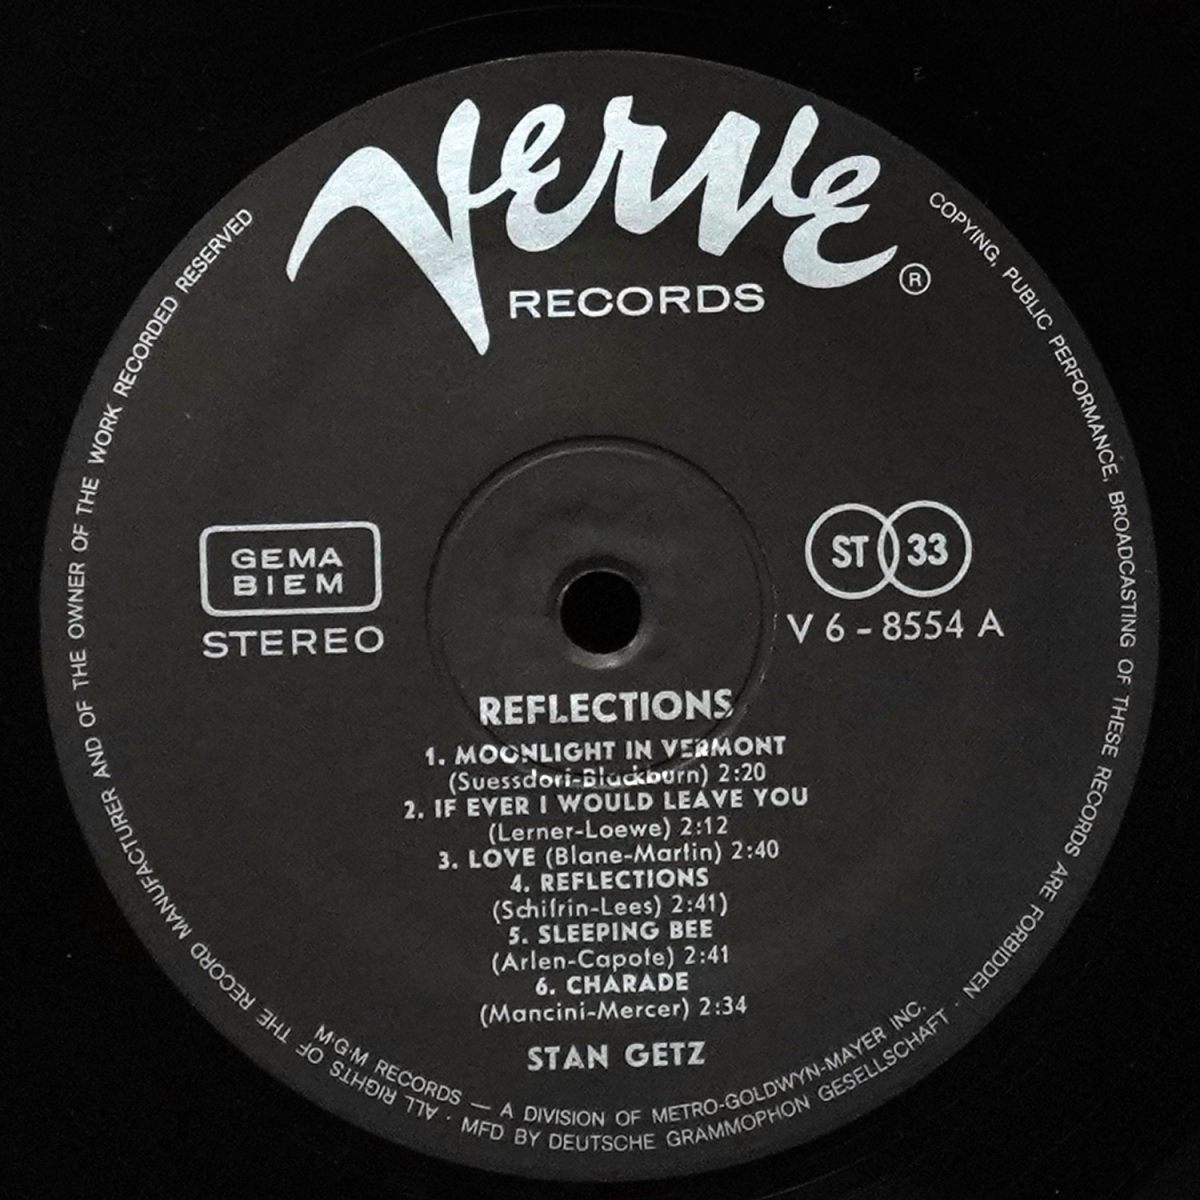 Verve
RECORDS ®
GEMA
BIEM
STEREO
ST 33
V 6 - 8554 A
REFLECTIONS
1. MOONLIGHT IN VERMONT
(Suessdorf-Blackburn) 2:20
2. IF EVER I WOULD LEAVE YOU
(Lerner-Loewe) 2:12
3. LOVE (Blane-Martin) 2:40
4. REFLECTIONS
(Schifrin-Lees) 2:41)
5. SLEEPING BEE
(Arlen-Capote) 2:41
6. CHARADE
(Mancini-Mercer) 2:34
STAN GETZ
M·G·M RECORDS — A DIVISION OF METRO-GOLDWYN-MAYER INC.
MFD BY DEUTSCHE GRAMMOPHON GESELLSCHAFT · ALL RIGHTS OF THE RECORD MANUFACTURER AND OF THE OWNER OF THE WORK RECORDED RESERVED
COPYING, PUBLIC PERFORMANCE, BROADCASTING OF THESE RECORDS ARE FORBIDDEN ·